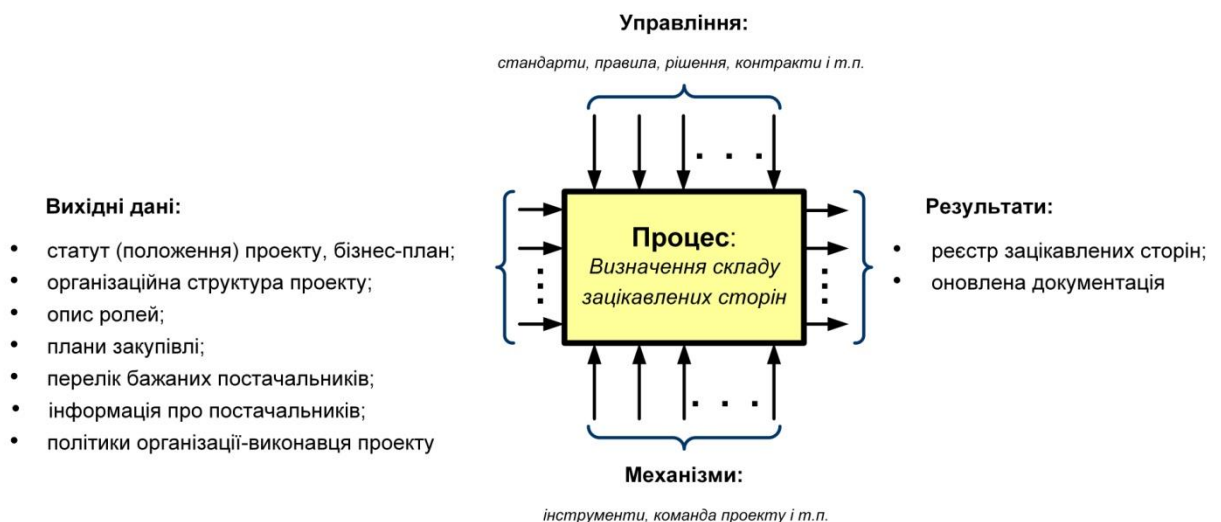 Управління:
стандарти, правила, рішення, контракти і т.п.
Вихідні дані:
• статут (положення) проекту, бізнес-план;
• організаційна структура проекту;
• опис ролей;
• плани закупівлі;
• перелік бажаних постачальників;
• інформація про постачальників;
• політики організації-виконавця проекту
Процес:
Визначення складу
зацікавлених сторін
Результати:
• реєстр зацікавлених сторін;
• оновлена документація
Механізми:
інструменти, команда проекту і т.п.